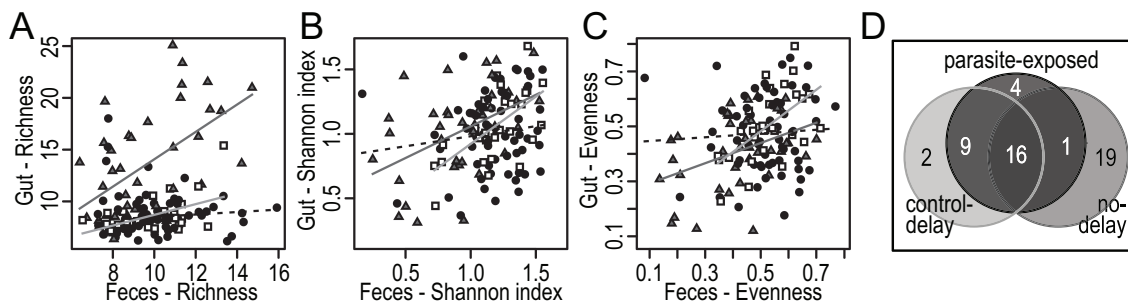 A
Gut - Richness
25
20
15
10
8 10 12 14 16
Feces - Richness
B
Gut - Shannon index
1.5
1.0
0.5
0.5 1.0 1.5
Feces - Shannon index
C
Gut - Evenness
0.7
0.5
0.3
0.1
0.1 0.3 0.5 0.7
Feces - Evenness
D
parasite-exposed
4
2 9 16 1 19
control-
delay
no-
delay